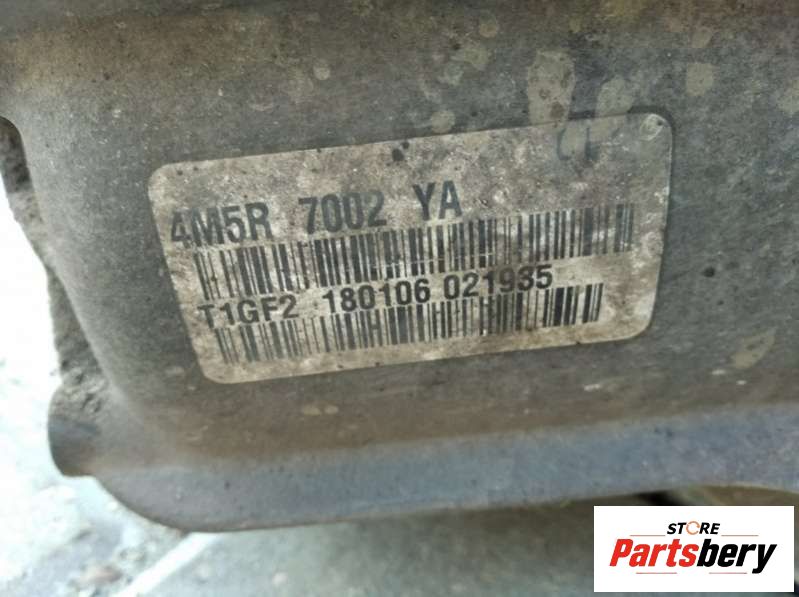 4M5R 7002 YA
T1GF2 180106 021935
STORE
Partsbery